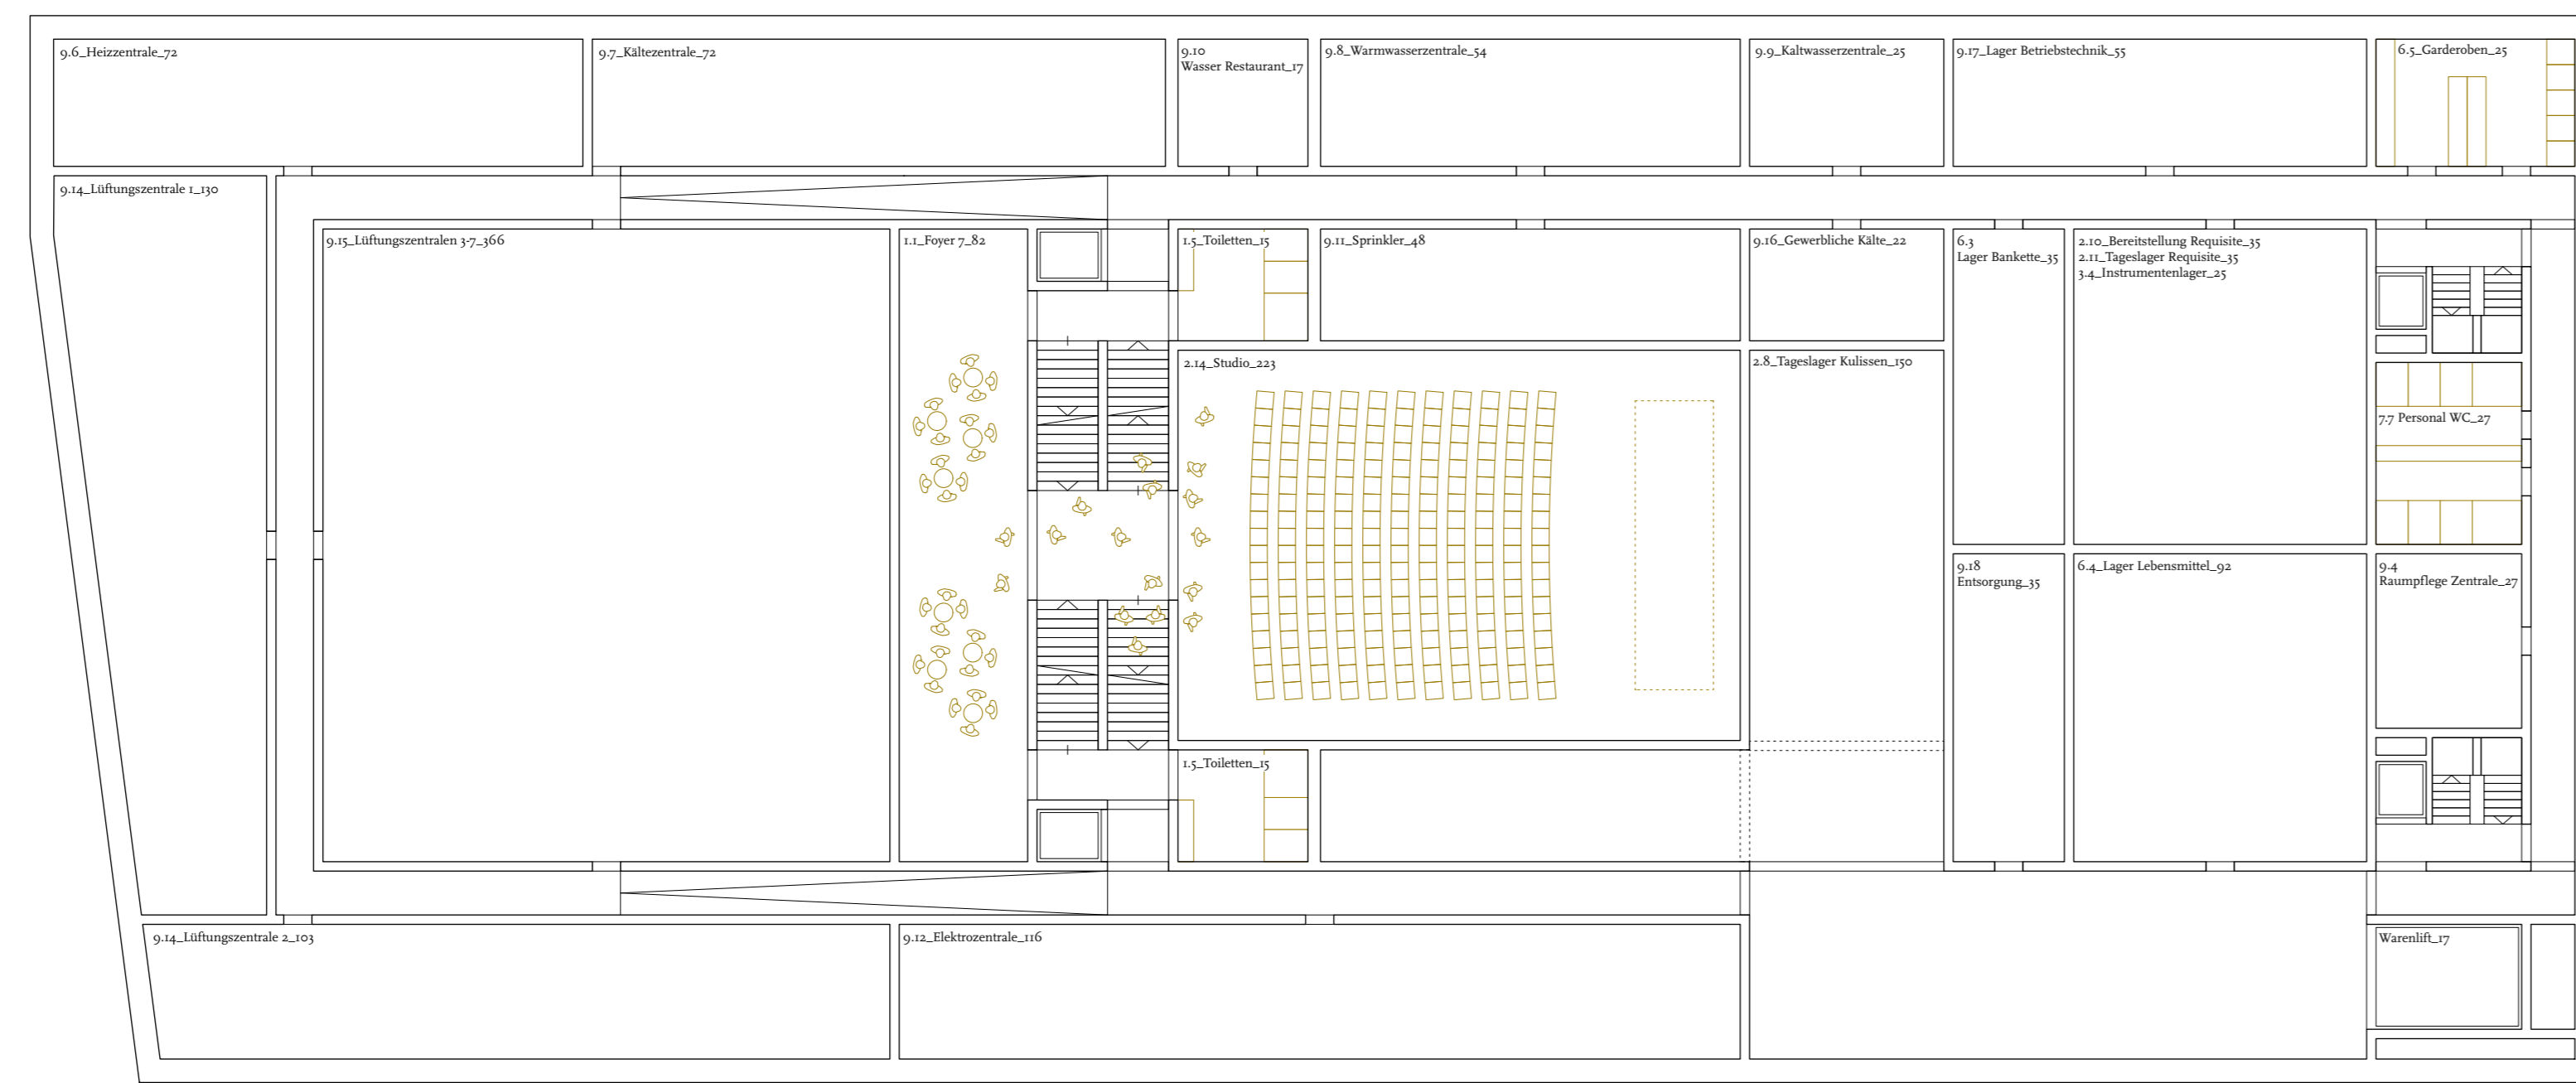 9.6_Heizzentrale_72
9.7_Kältezentrale_72
9.10
Wasser Restaurant_17
9.8_Warmwasserzentrale_54
9.9_Kaltwasserzentrale_25
9.17_Lager Betriebstechnik_55
6.5_Garderoben_25
9.14_Lüftungszentrale 1_130
9.15_Lüftungszentralen 3-7_366
1.1_Foyer 7_82
1.5_Toiletten_15
9.11_Sprinkler_48
9.16_Gewerbliche Kälte_22
6.3
Lager Bankette_35
2.10_Bereitstellung Requisite_35
2.11_Tageslager Requisite_35
3.4_Instrumentenlager_25
2.14_Studio_223
2.8_Tageslager Kulissen_150
7.7 Personal WC_27
9.18
Entsorgung_35
6.4_Lager Lebensmittel_92
9.4
Raumpflege Zentrale_27
1.5_Toiletten_15
9.14_Lüftungszentrale 2_103
9.12_Elektrozentrale_116
Warenlift_17